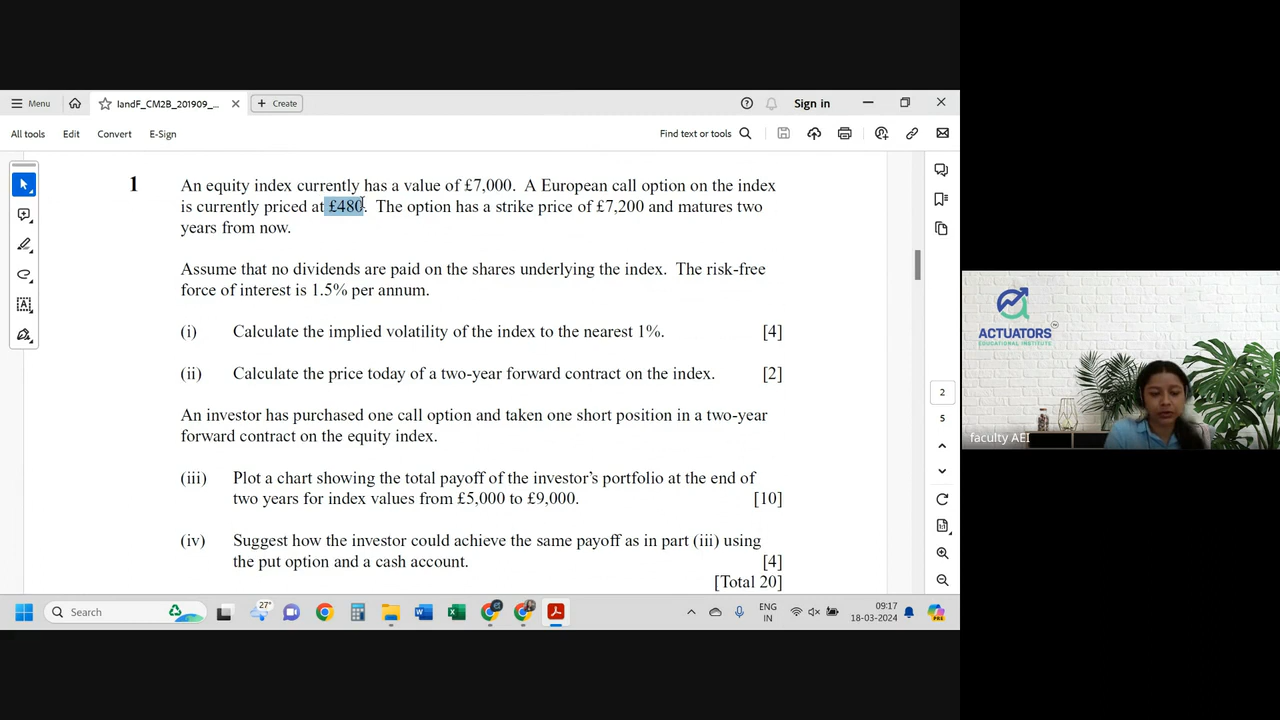 Menu
landF_CM2B_201909_...
Create
Sign in
All tools
Edit
Convert
E-Sign
Find text or tools
1
An equity index currently has a value of £7,000. A European call option on the index
is currently priced at £480. The option has a strike price of £7,200 and matures two
years from now.
Assume that no dividends are paid on the shares underlying the index. The risk-free
force of interest is 1.5% per annum.
(i) Calculate the implied volatility of the index to the nearest 1%. [4]
(ii) Calculate the price today of a two-year forward contract on the index. [2]
An investor has purchased one call option and taken one short position in a two-year
forward contract on the equity index.
(iii) Plot a chart showing the total payoff of the investor's portfolio at the end of
two years for index values from £5,000 to £9,000. [10]
(iv) Suggest how the investor could achieve the same payoff as in part (iii) using
the put option and a cash account. [4]
[Total 20]
2
5
ACTUATORS
EDUCATIONAL INSTITUTE
TM
faculty AEI
Search
27°
ENG
IN
09:17
18-03-2024